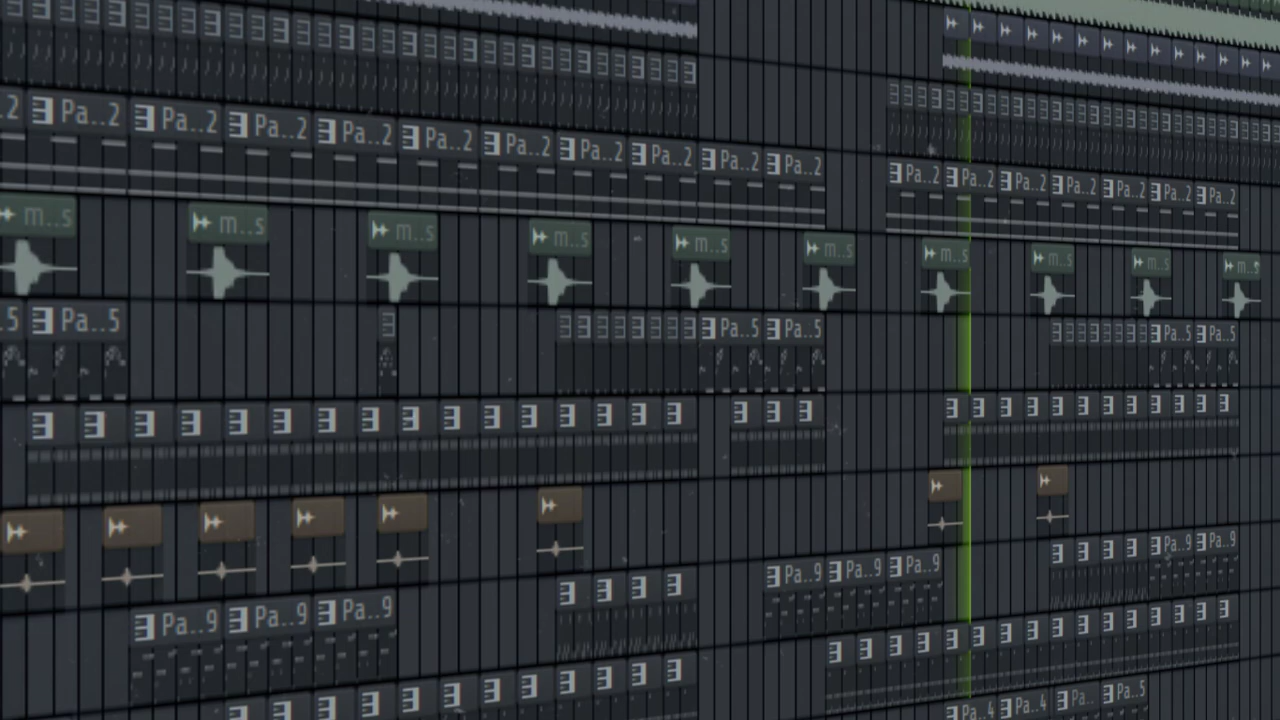 .2 Pa..2 Pa..2 Pa..2 Pa..2 Pa..2 Pa..2 Pa..2 Pa..2 Pa..2 Pa..2
Pa..2 Pa..2 Pa..2 Pa..2 Pa..2 Pa..2 Pa..2
m..s m..s m..s m..s m..s m..s m..s m..s m..s m..s
.5 Pa..5 Pa..5 Pa..5 Pa..5 Pa..5
Pa..9 Pa..9
Pa..9 Pa..9 Pa..9
Pa..9 Pa..9 Pa..9
Pa..4 Pa.. Pa..5